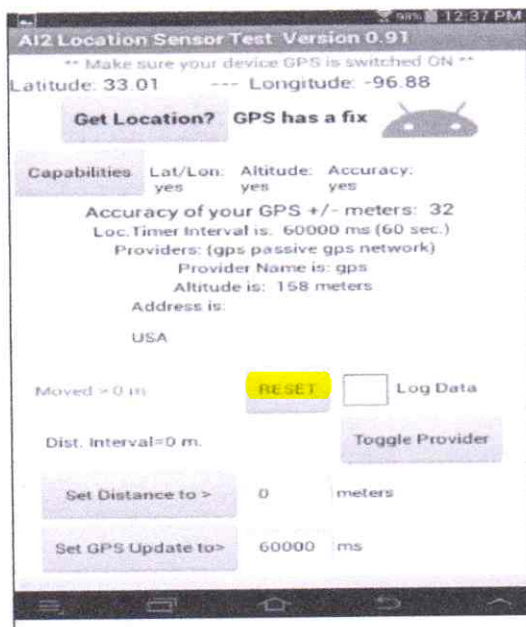 98% 12:37 PM
AI2 Location Sensor Test Version 0.91
** Make sure your device GPS is switched ON **
Latitude: 33.01 --- Longitude: -96.88
Get Location? GPS has a fix
Capabilities Lat/Lon: Altitude: Accuracy:
yes yes yes
Accuracy of your GPS +/- meters: 32
Loc.Timer Interval is: 60000 ms (60 sec.)
Providers: (gps passive gps network)
Provider Name is: gps
Altitude is: 158 meters
Address is:
USA
Moved > 0 m
RESET Log Data
Dist. Interval=0 m. Toggle Provider
Set Distance to > 0 meters
Set GPS Update to> 60000 ms